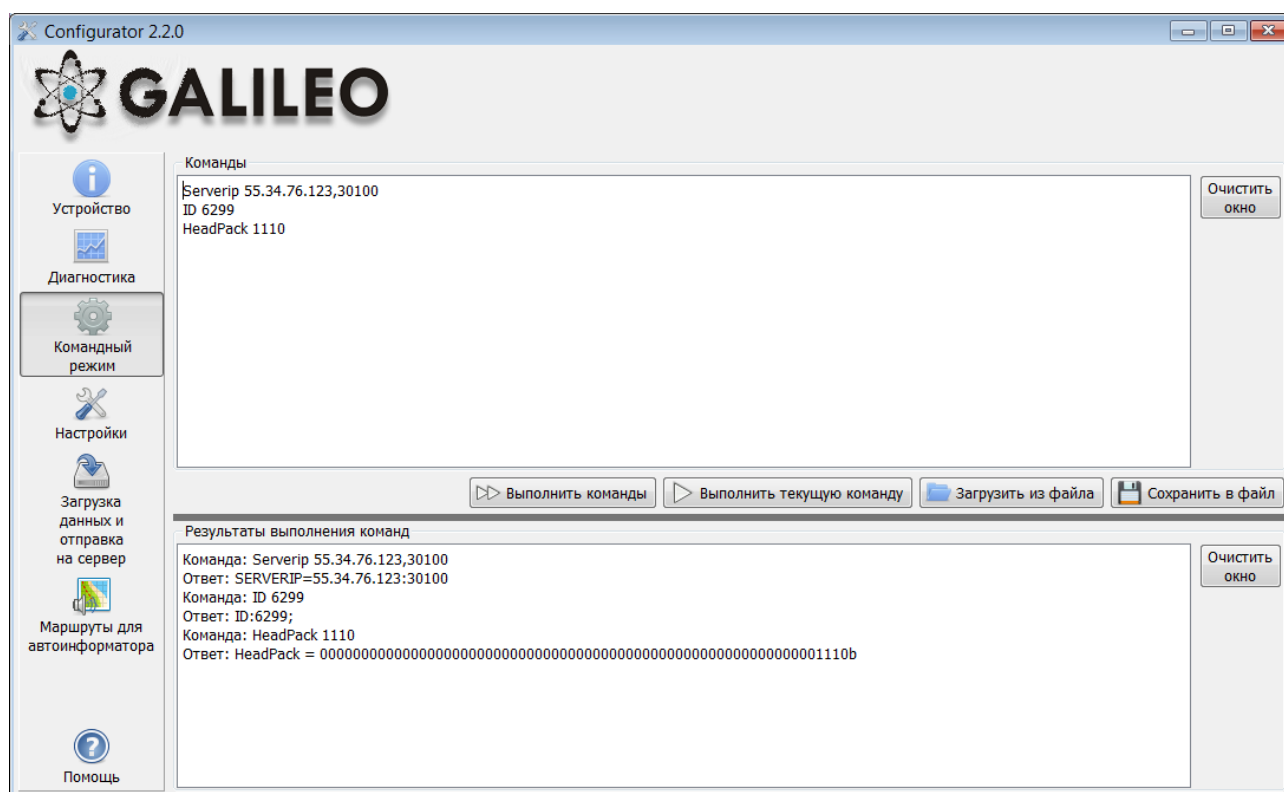 Configurator 2.2.0
GALILEO
Устройство
Диагностика
Командный
режим
Настройки
Загрузка
данных и
отправка
на сервер
Маршруты для
автоинформатора
Помощь
Команды
Serverip 55.34.76.123,30100
ID 6299
HeadPack 1110
Очистить
окно
Выполнить команды
Выполнить текущую команду
Загрузить из файла
Сохранить в файл
Результаты выполнения команд
Команда: Serverip 55.34.76.123,30100
Ответ: SERVERIP=55.34.76.123:30100
Команда: ID 6299
Ответ: ID:6299;
Команда: HeadPack 1110
Ответ: HeadPack = 0000000000000000000000000000000000000000000000000000000000001110b
Очистить
окно